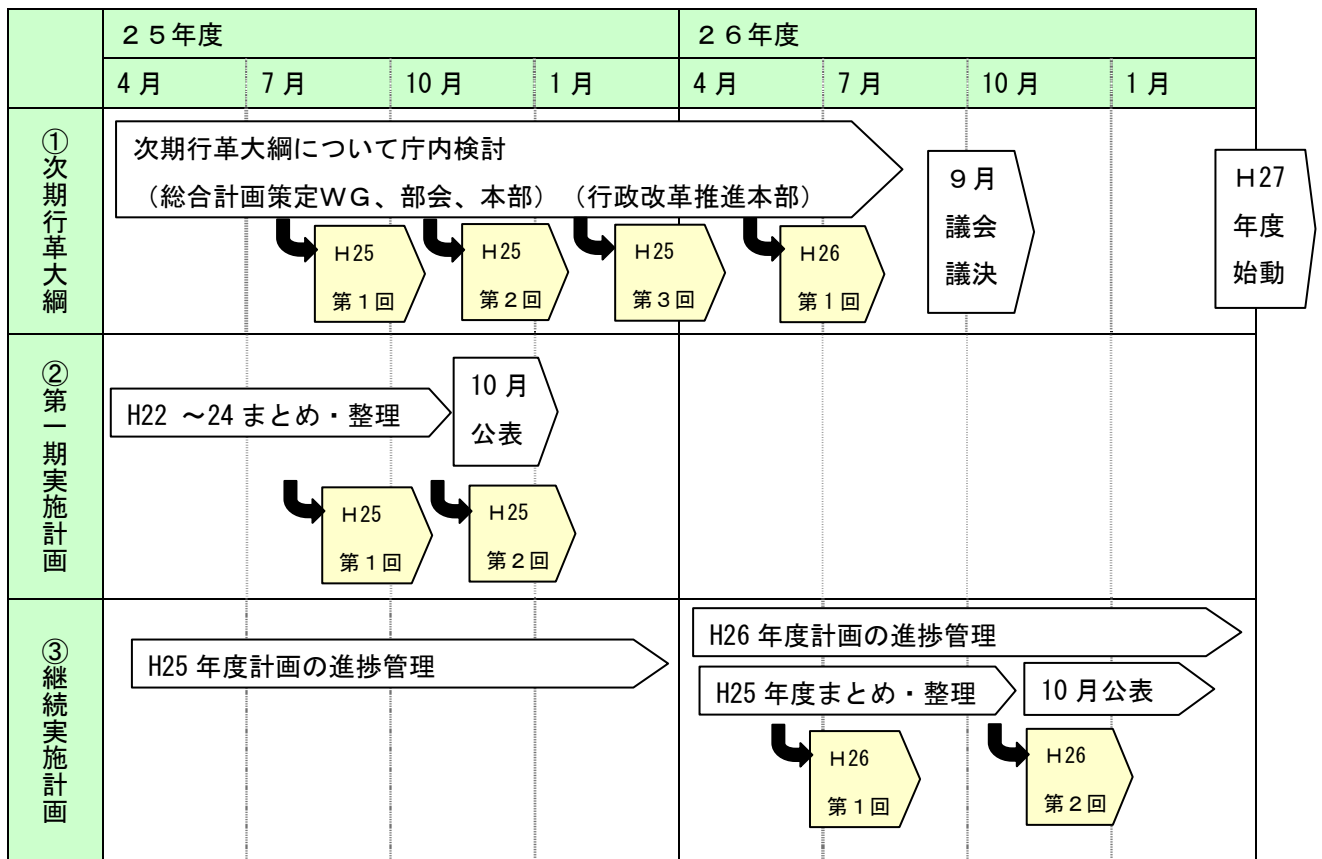 ２５年度
２６年度
4月
7月
10月
1月
4月
7月
10月
1月
①次期行革大綱
次期行革大綱について庁内検討
（総合計画策定ＷＧ、部会、本部）（行政改革推進本部）
Ｈ25
第１回
Ｈ25
第２回
Ｈ25
第３回
Ｈ26
第１回
９月
議会
議決
Ｈ27
年度
始動
②第一期実施計画
H22 ～24 まとめ・整理
10月
公表
Ｈ25
第１回
Ｈ25
第２回
③継続実施計画
H25 年度計画の進捗管理
H26 年度計画の進捗管理
H25 年度まとめ・整理
10月公表
Ｈ26
第１回
Ｈ26
第２回